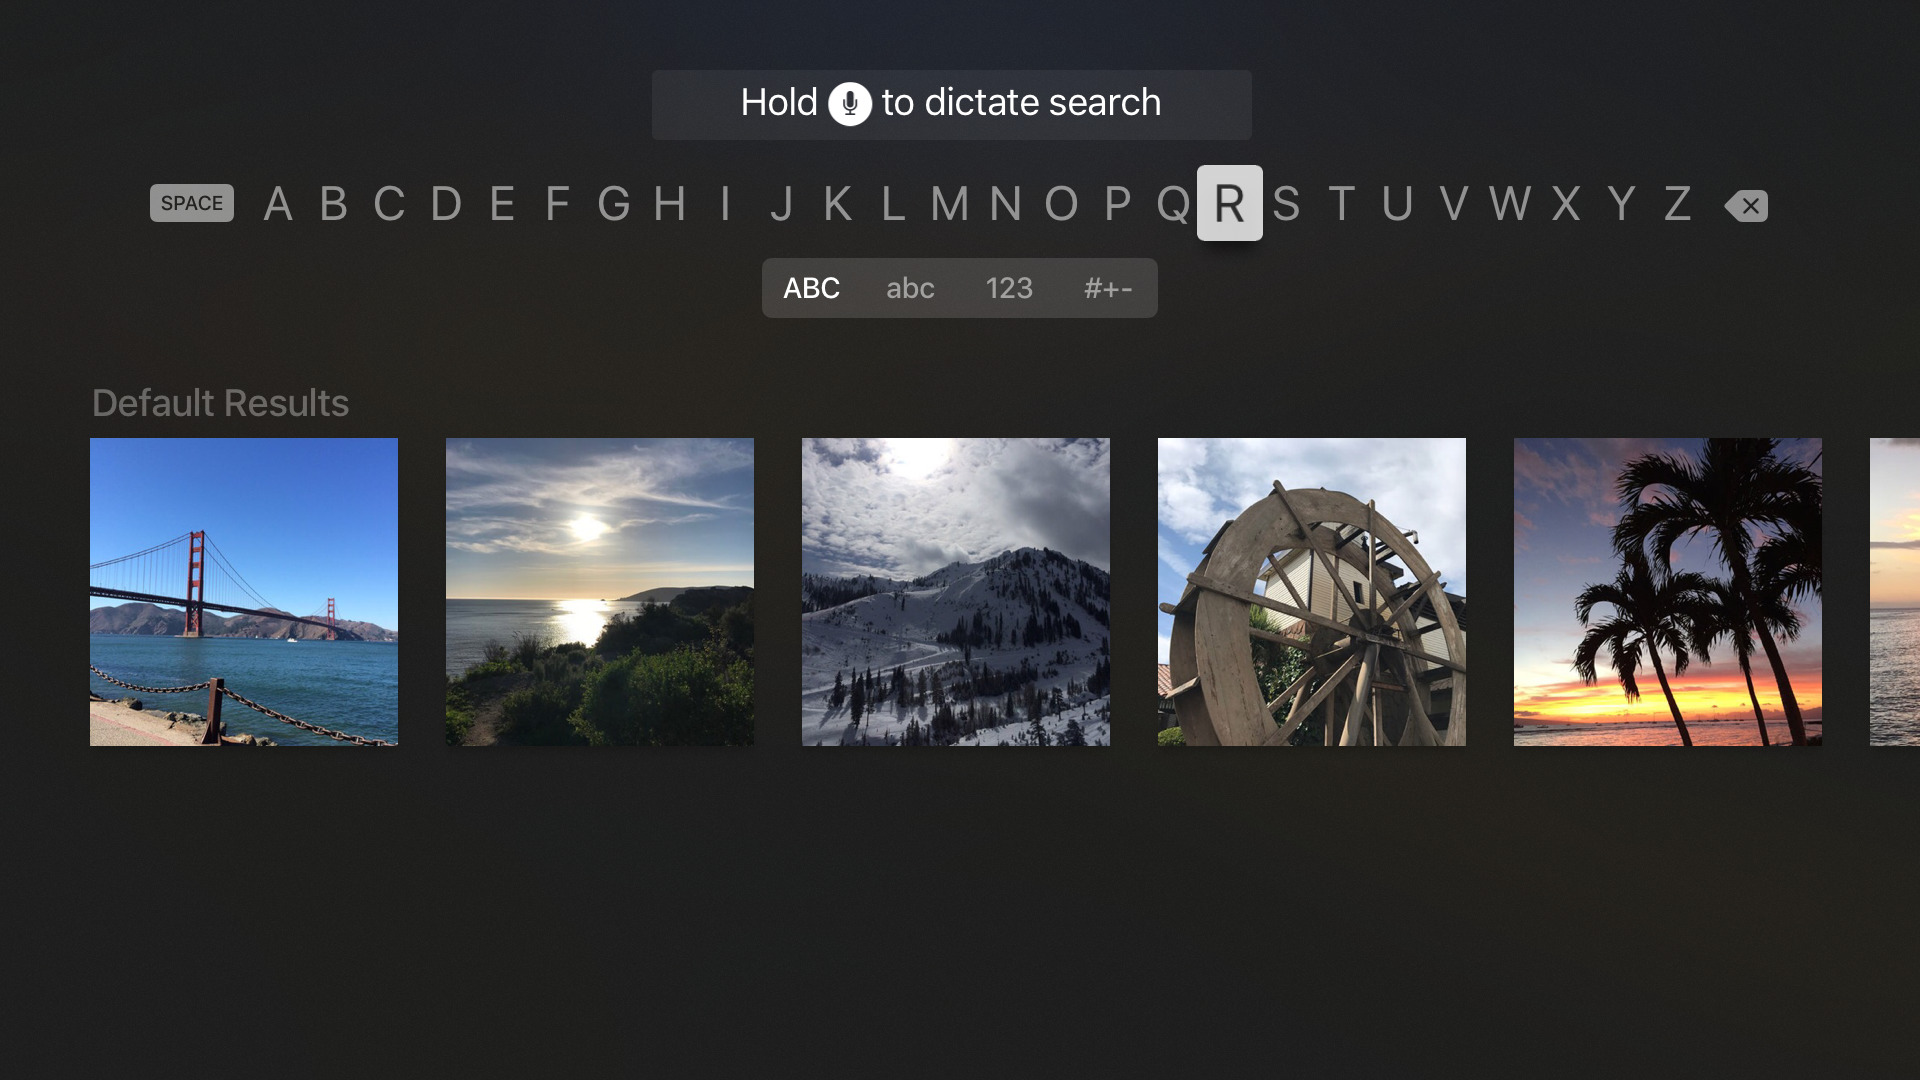 Hold to dictate search
SPACE A B C D E F G H I J K L M N O P Q R S T U V W X Y Z
ABC abc 123 #+-
Default Results